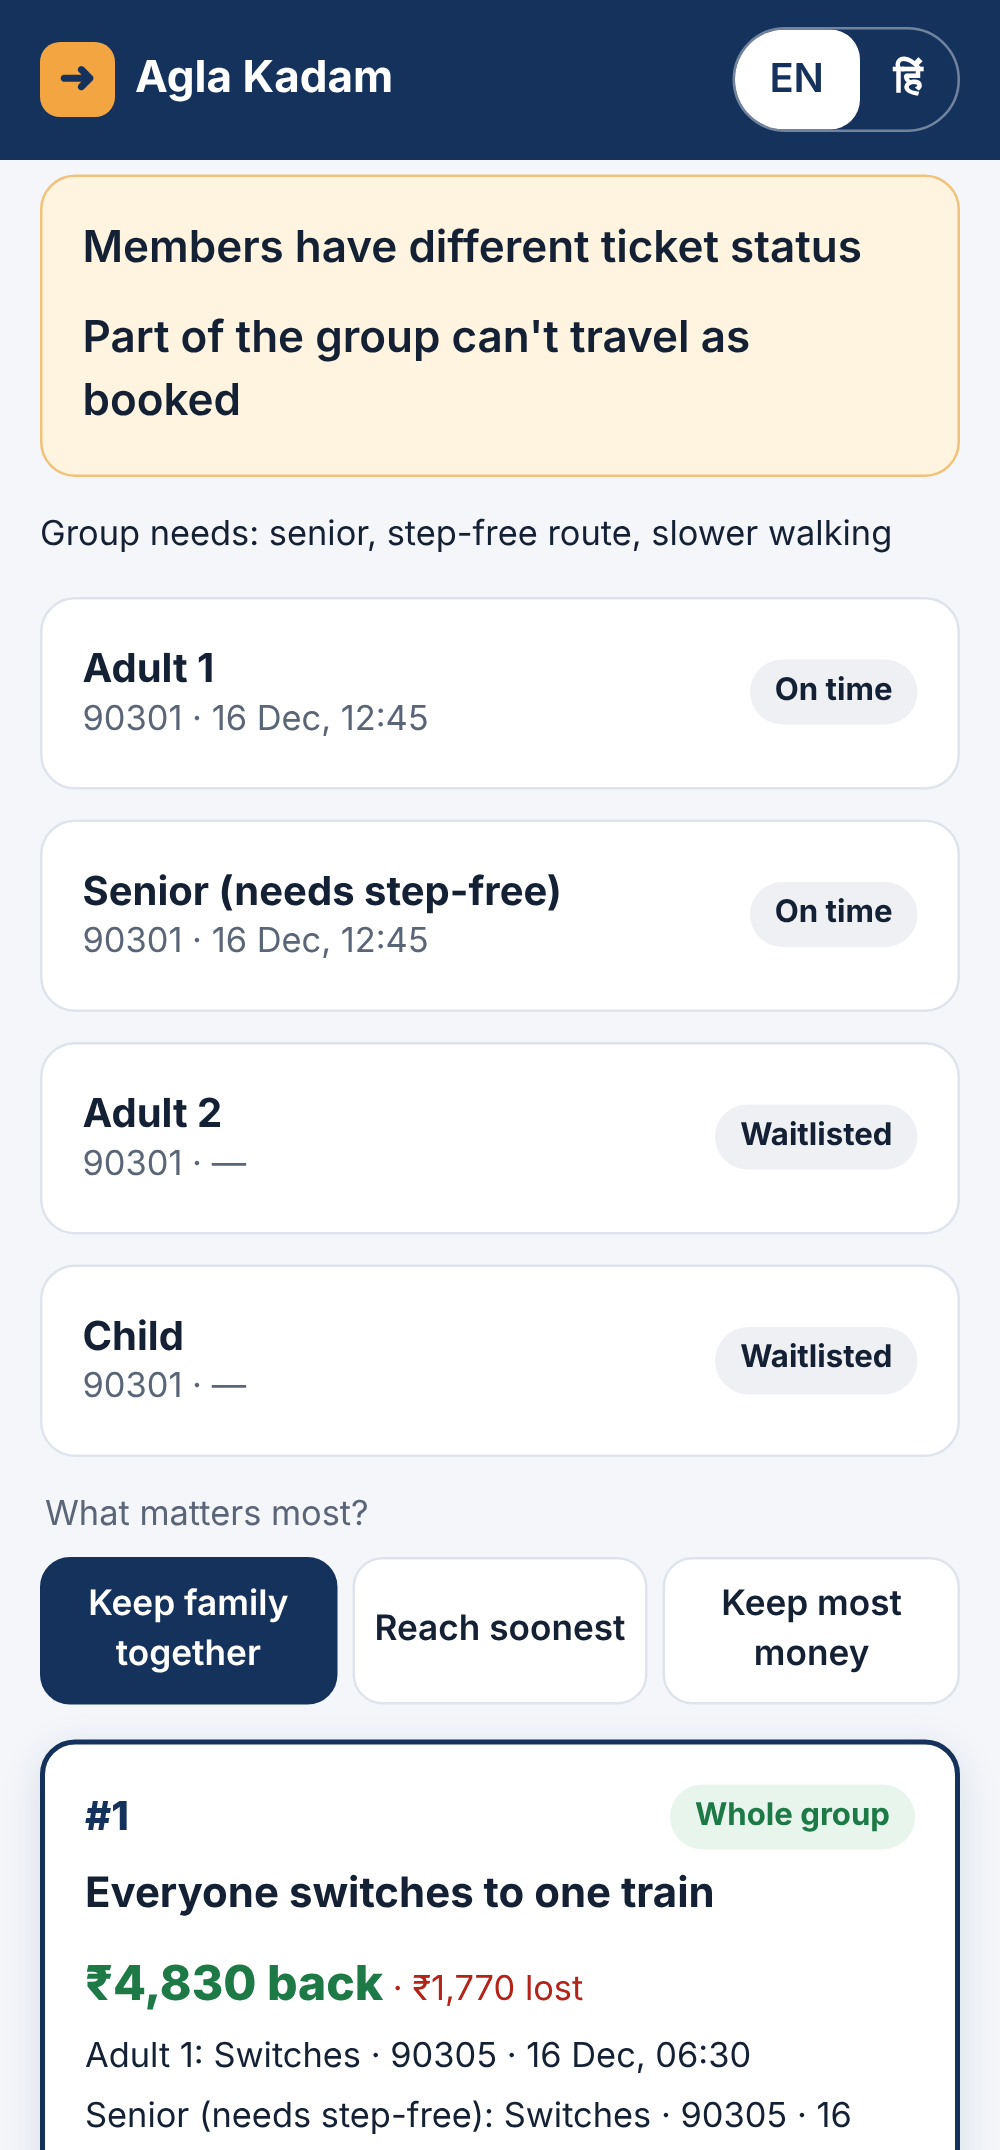 Agla Kadam
EN
हिं
Members have different ticket status
Part of the group can't travel as
booked
Group needs: senior, step-free route, slower walking
Adult 1
90301 · 16 Dec, 12:45
On time
Senior (needs step-free)
90301 · 16 Dec, 12:45
On time
Adult 2
90301 · —
Waitlisted
Child
90301 · —
Waitlisted
What matters most?
Keep family
together
Reach soonest
Keep most
money
#1
Whole group
Everyone switches to one train
₹4,830 back · ₹1,770 lost
Adult 1: Switches · 90305 · 16 Dec, 06:30
Senior (needs step-free): Switches · 90305 · 16